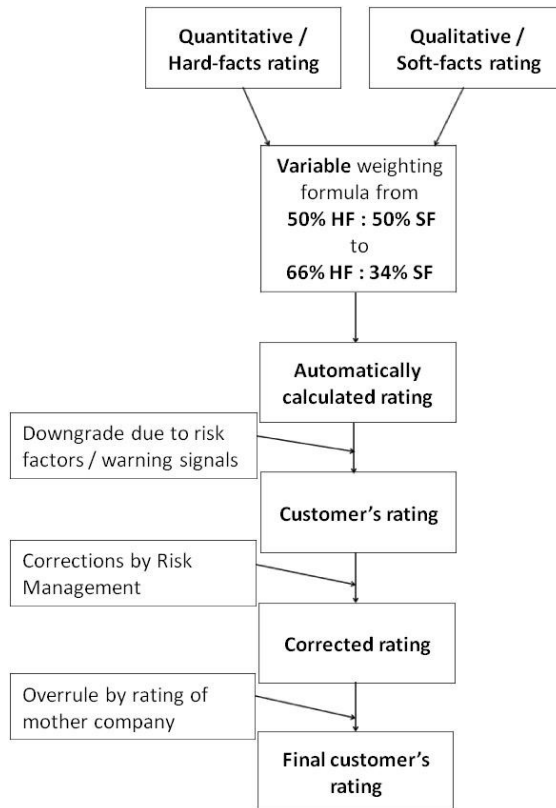 Quantitative /
Hard-facts rating
Qualitative /
Soft-facts rating
Variable weighting
formula from
50% HF : 50% SF
to
66% HF : 34% SF
Automatically
calculated rating
Downgrade due to risk
factors / warning signals
Customer’s rating
Corrections by Risk
Management
Corrected rating
Overrule by rating of
mother company
Final customer’s
rating